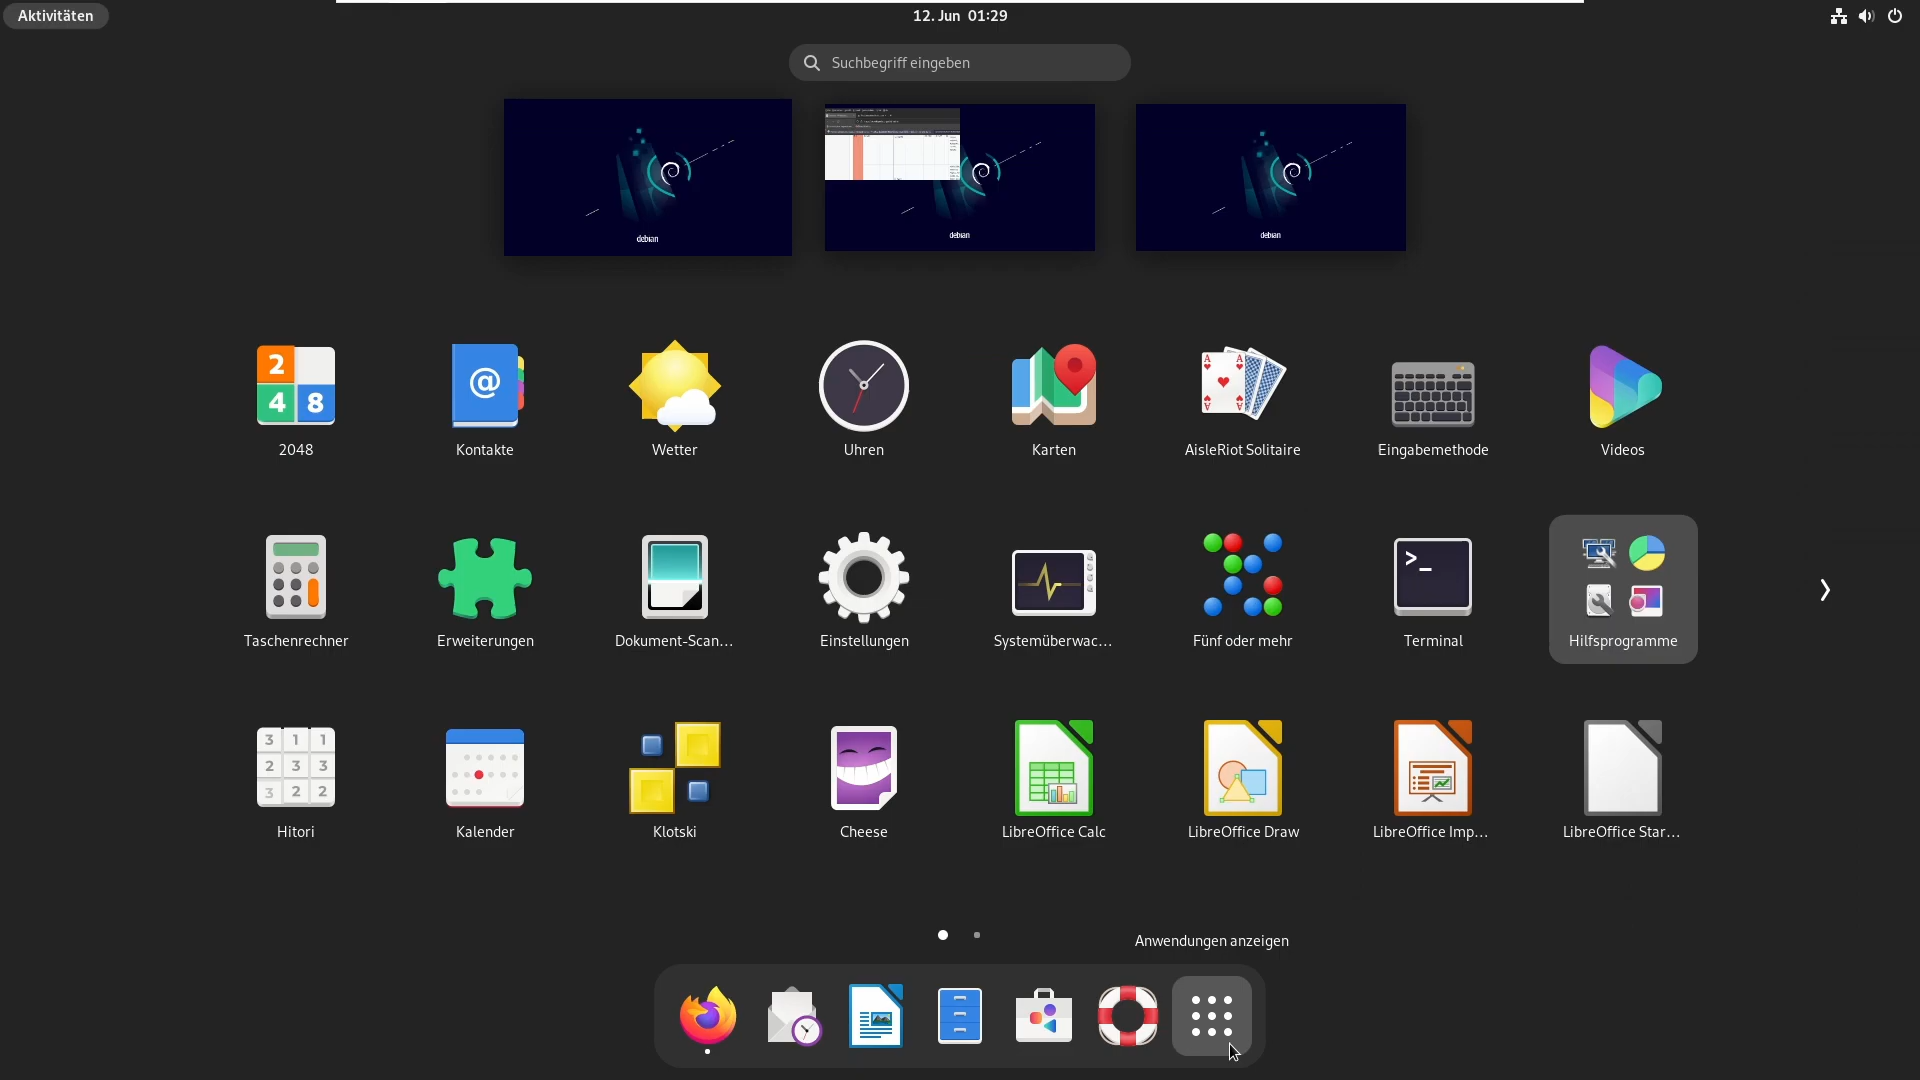 Aktivitäten
12. Jun 01:29
Suchbegriff eingeben
debian
debian
debian
2048
Kontakte
Wetter
Uhren
Karten
AisleRiot Solitaire
Eingabemethode
Videos
Taschenrechner
Erweiterungen
Dokument-Scan…
Einstellungen
Systemüberwac…
Fünf oder mehr
Terminal
Hilfsprogramme
Hitori
Kalender
Klotski
Cheese
LibreOffice Calc
LibreOffice Draw
LibreOffice Imp…
LibreOffice Star…
Anwendungen anzeigen